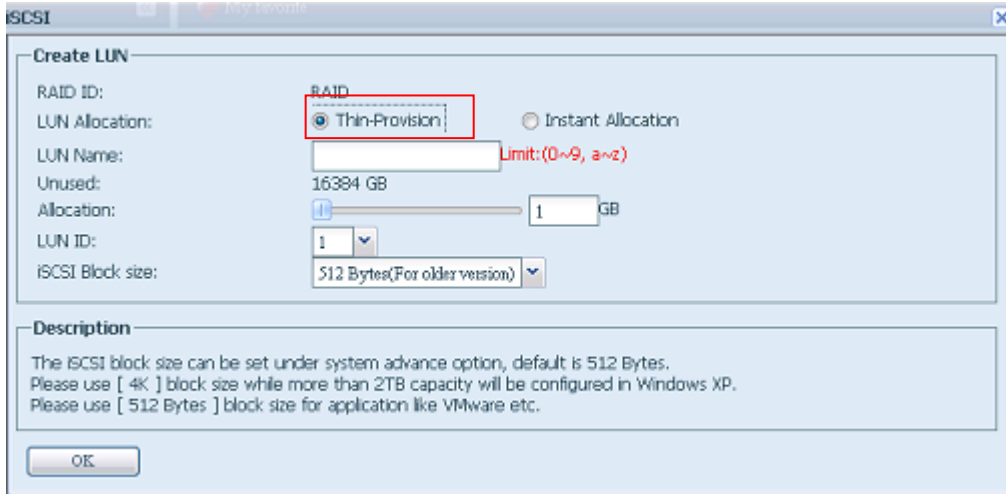 My favorite
iSCSI
Create LUN
RAID ID: RAID
LUN Allocation: Thin-Provision Instant Allocation
LUN Name: Limit:(0~9, a~z)
Unused: 16384 GB
Allocation: 1 GB
LUN ID: 1
iSCSI Block size: 512 Bytes(For older version)
Description
The iSCSI block size can be set under system advance option, default is 512 Bytes.
Please use [ 4K ] block size while more than 2TB capacity will be configured in Windows XP.
Please use [ 512 Bytes ] block size for application like VMware etc.
OK